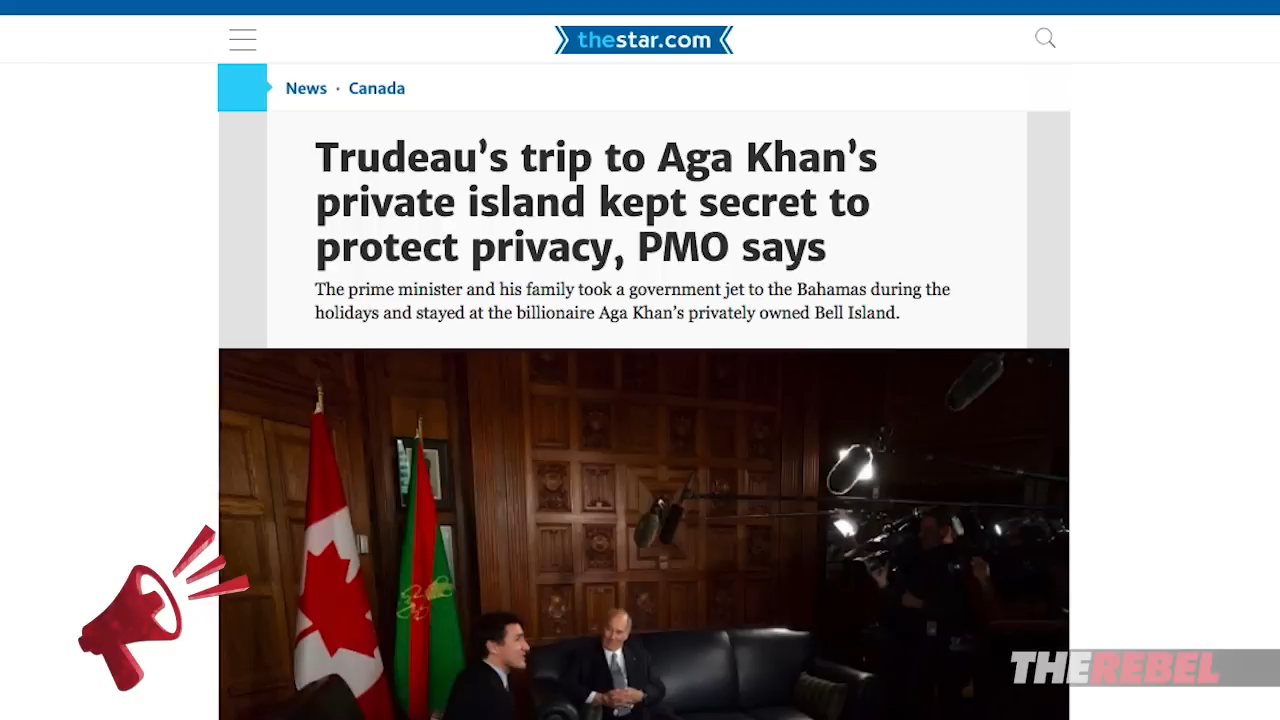 thestar.com
News · Canada
Trudeau’s trip to Aga Khan’s
private island kept secret to
protect privacy, PMO says
The prime minister and his family took a government jet to the Bahamas during the
holidays and stayed at the billionaire Aga Khan’s privately owned Bell Island.
THEREBEL